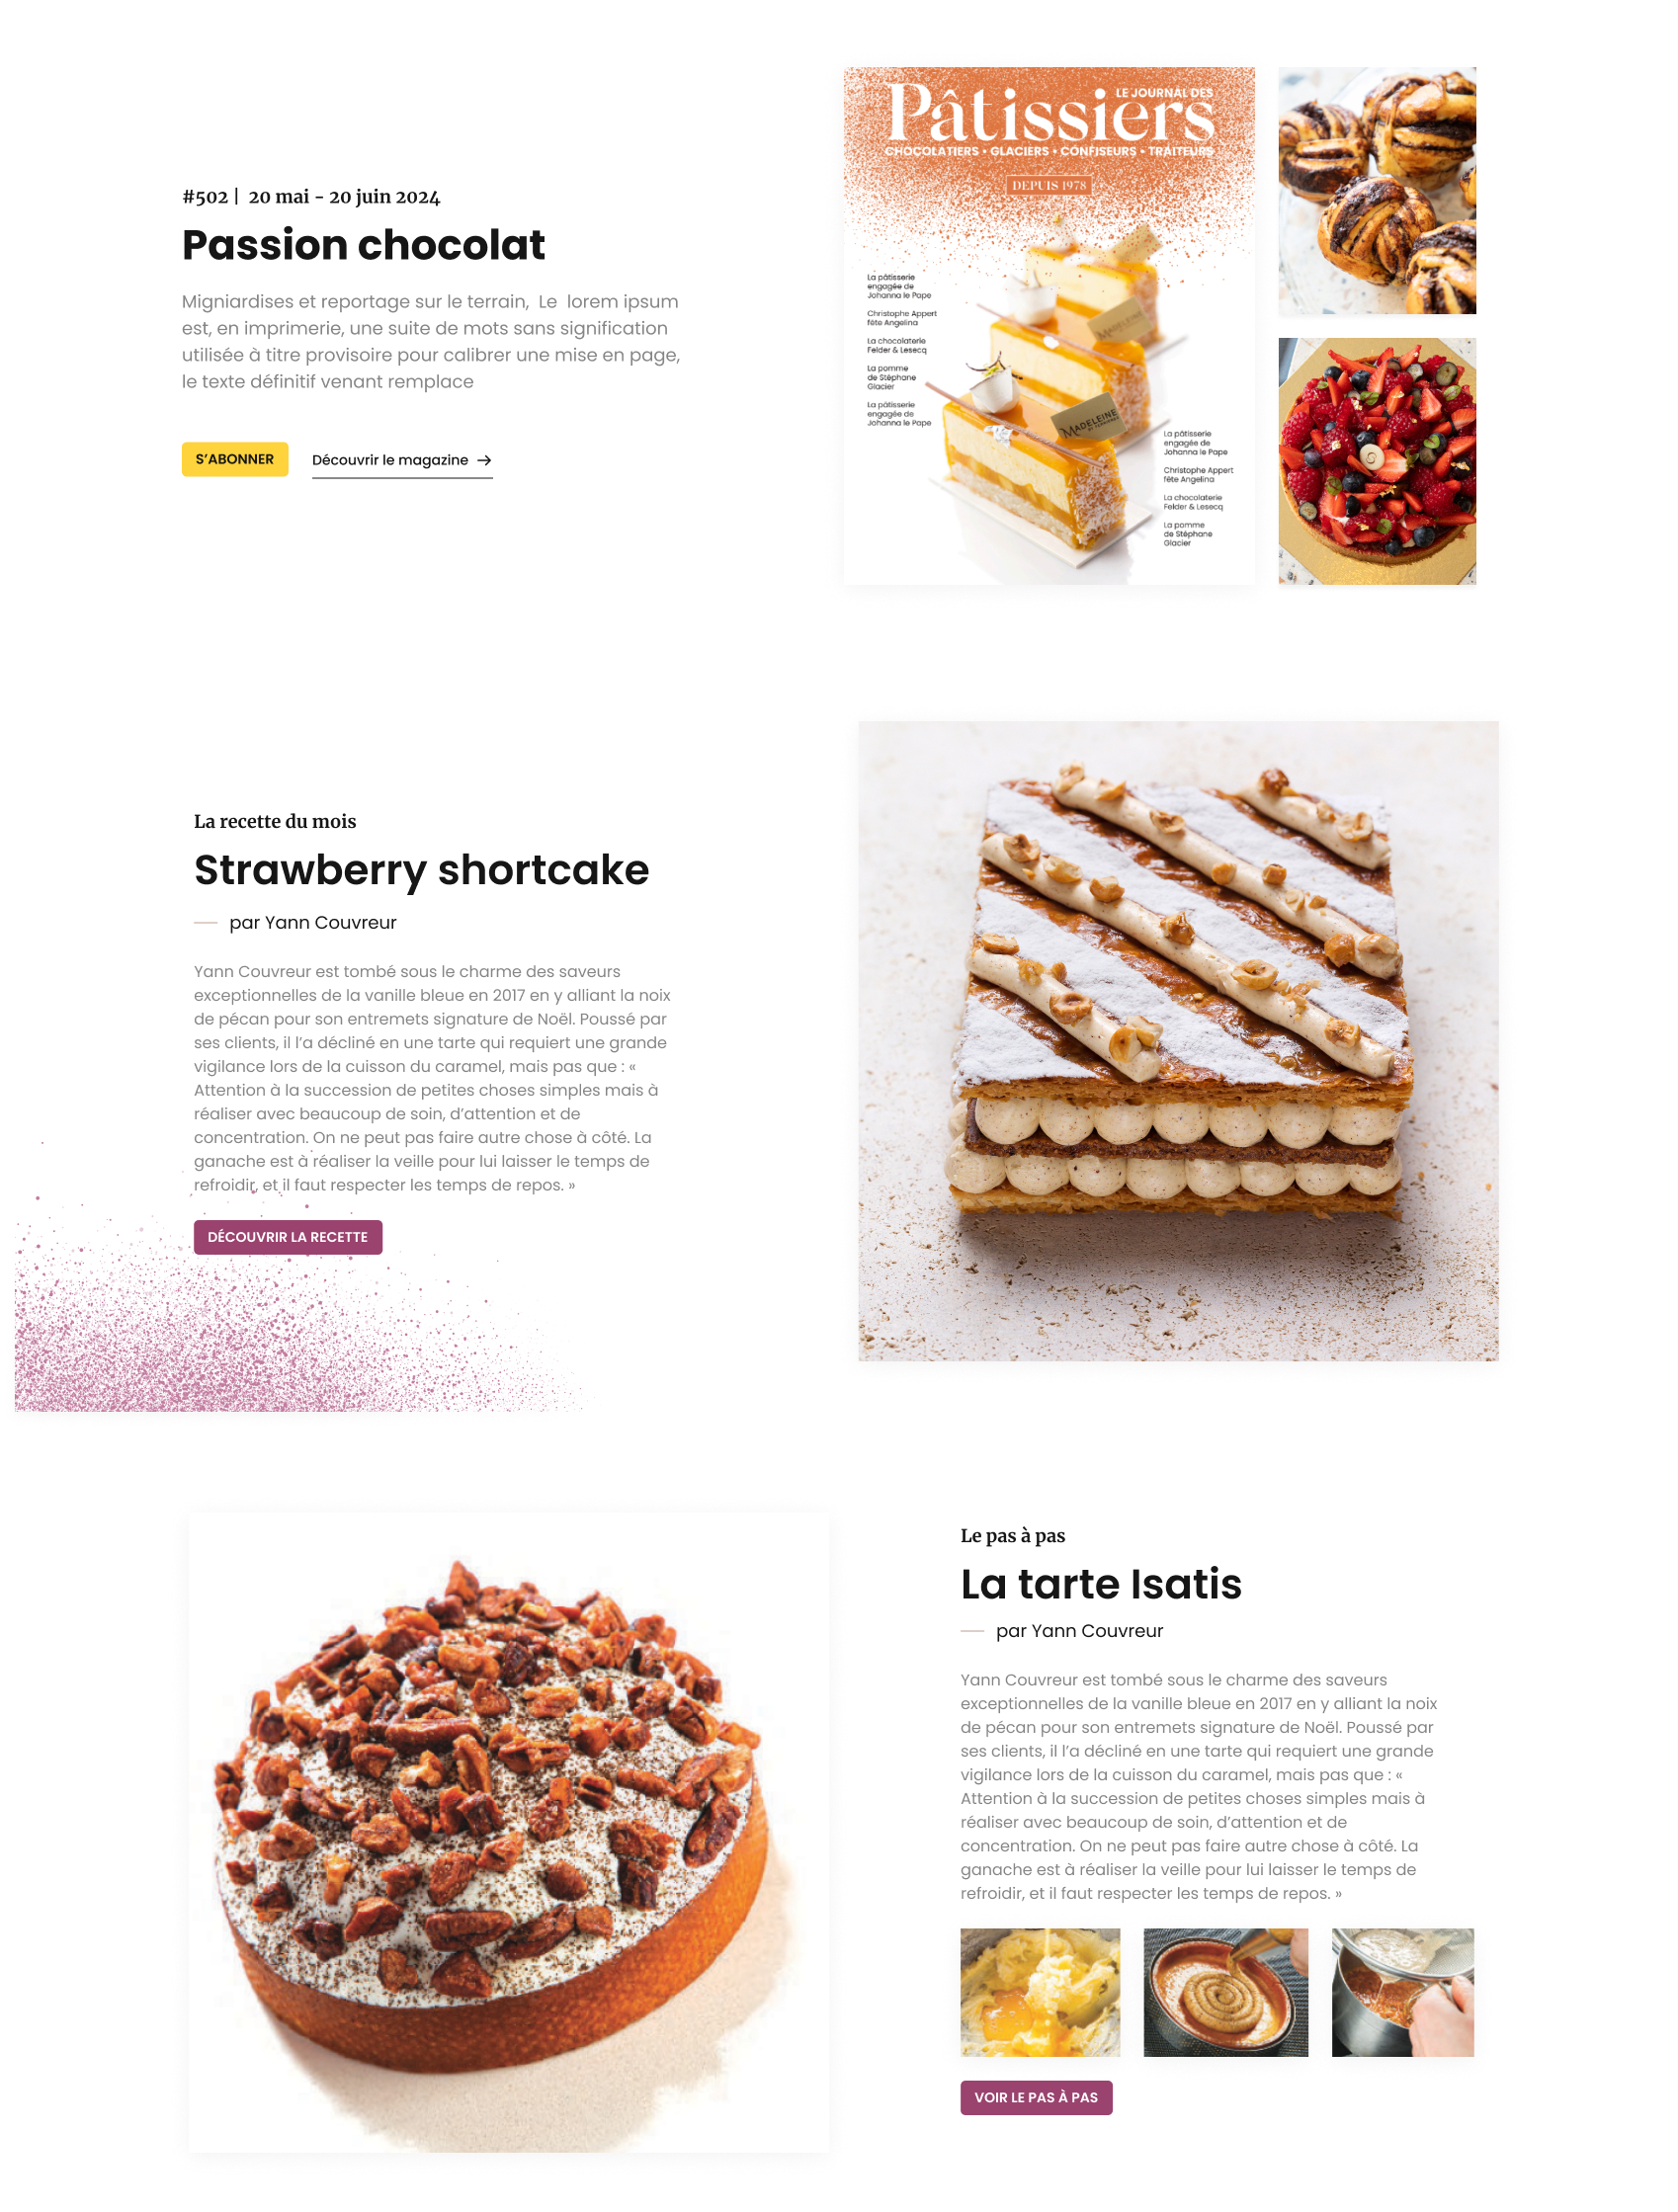 #502 | 20 mai - 20 juin 2024
Passion chocolat
Migniardises et reportage sur le terrain, Le lorem ipsum
est, en imprimerie, une suite de mots sans signification
utilisée à titre provisoire pour calibrer une mise en page,
le texte définitif venant remplace
S’ABONNER
Découvrir le magazine →
LE JOURNAL DES
Pâtissiers
CHOCOLATIERS • GLACIERS • CONFISEURS • TRAITEURS
DEPUIS 1978
La pâtisserie
engagée de
Johanna le Pape
Christophe Appert
fête Angelina
La chocolaterie
Felder & Lesecq
La pomme
de Stéphane
Glacier
La pâtisserie
engagée de
Johanna le Pape
MADELEINE
MADELEINE
La pâtisserie
engagée de
Johanna le Pape
Christophe Appert
fête Angelina
La chocolaterie
Felder & Lesecq
La pomme
de Stéphane
Glacier
La recette du mois
Strawberry shortcake
par Yann Couvreur
Yann Couvreur est tombé sous le charme des saveurs
exceptionnelles de la vanille bleue en 2017 en y alliant la noix
de pécan pour son entremets signature de Noël. Poussé par
ses clients, il l’a décliné en une tarte qui requiert une grande
vigilance lors de la cuisson du caramel, mais pas que : «
Attention à la succession de petites choses simples mais à
réaliser avec beaucoup de soin, d’attention et de
concentration. On ne peut pas faire autre chose à côté. La
ganache est à réaliser la veille pour lui laisser le temps de
refroidir, et il faut respecter les temps de repos. »
DÉCOUVRIR LA RECETTE
Le pas à pas
La tarte Isatis
par Yann Couvreur
Yann Couvreur est tombé sous le charme des saveurs
exceptionnelles de la vanille bleue en 2017 en y alliant la noix
de pécan pour son entremets signature de Noël. Poussé par
ses clients, il l’a décliné en une tarte qui requiert une grande
vigilance lors de la cuisson du caramel, mais pas que : «
Attention à la succession de petites choses simples mais à
réaliser avec beaucoup de soin, d’attention et de
concentration. On ne peut pas faire autre chose à côté. La
ganache est à réaliser la veille pour lui laisser le temps de
refroidir, et il faut respecter les temps de repos. »
VOIR LE PAS À PAS